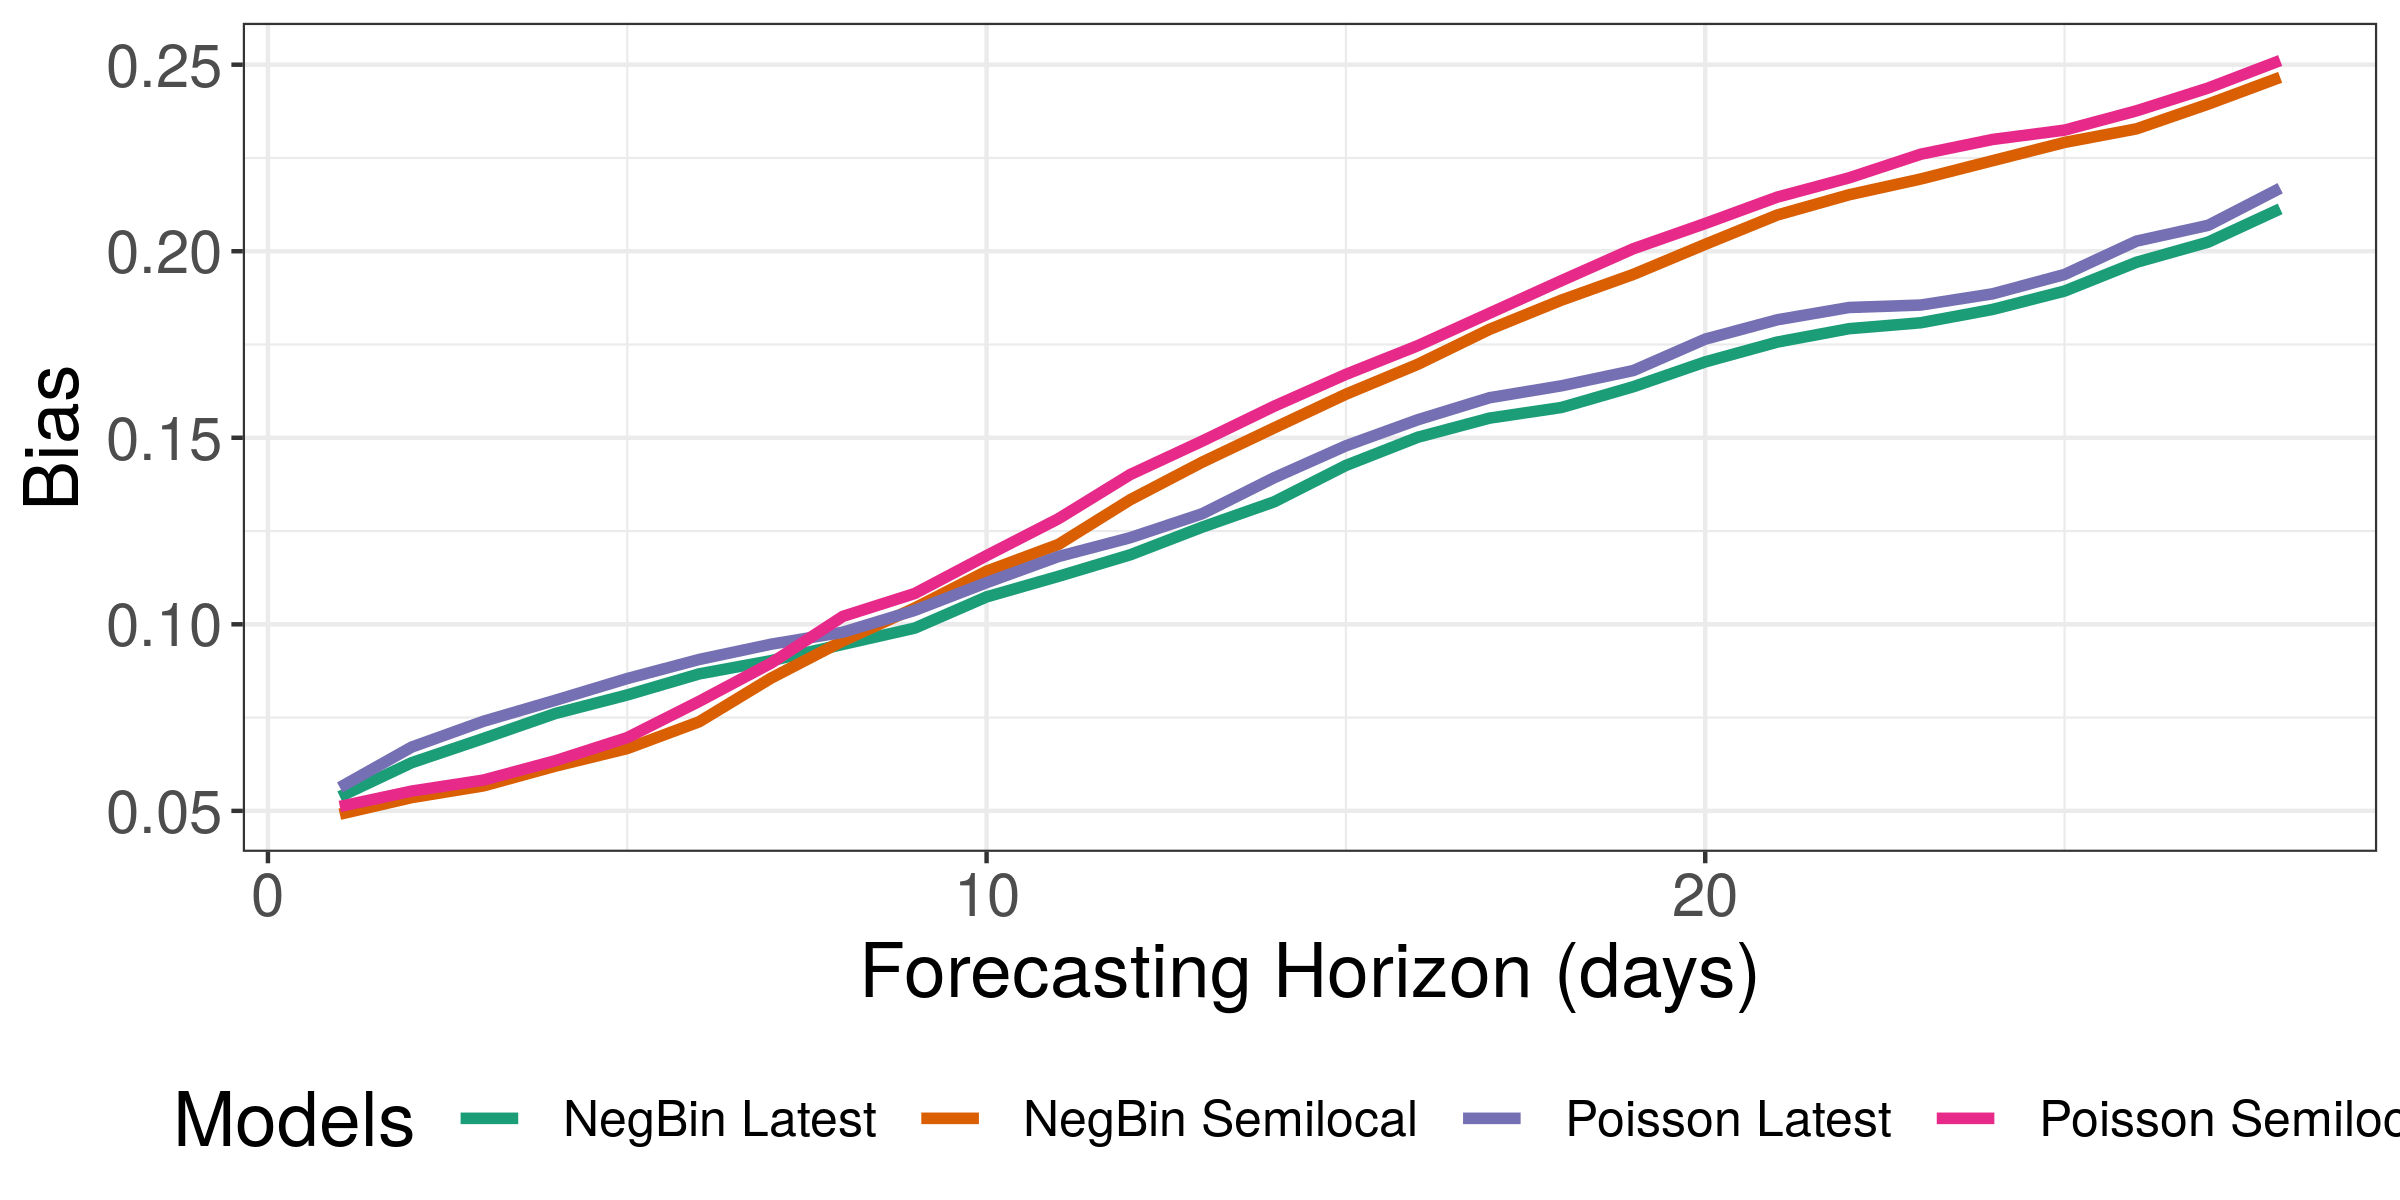 0.25
0.20
0.15
0.10
0.05
Bias
0 10 20
Forecasting Horizon (days)
Models NegBin Latest NegBin Semilocal Poisson Latest Poisson